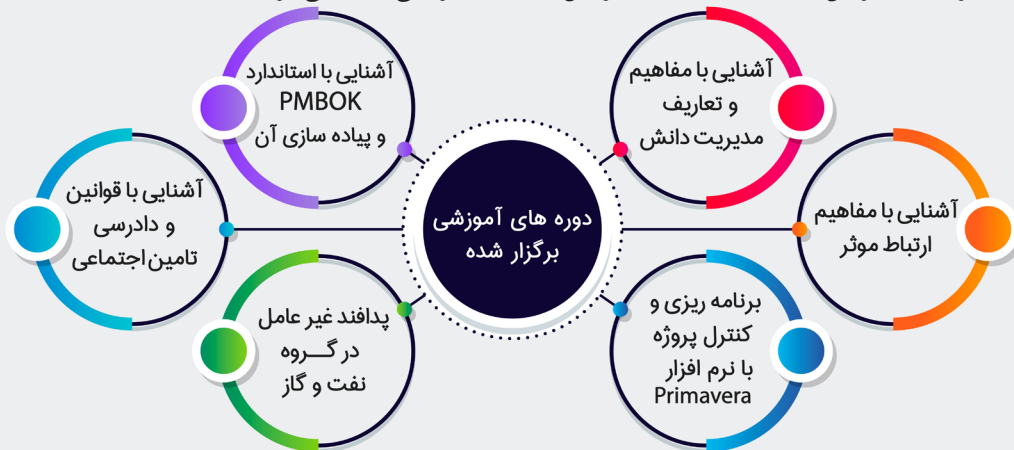 دوره های آموزشی
برگزار شده
آشنایی با مفاهیم
و تعاریف
مدیریت دانش
آشنایی با مفاهیم
ارتباط موثر
برنامه ریزی و
کنترل پروژه
با نرم افزار
Primavera
آشنایی با استاندارد
PMBOK
و پیاده سازی آن
آشنایی با قوانین
و دادرسی
تامین اجتماعی
پدافند غیر عامل
در گـــروه
نفت و گاز